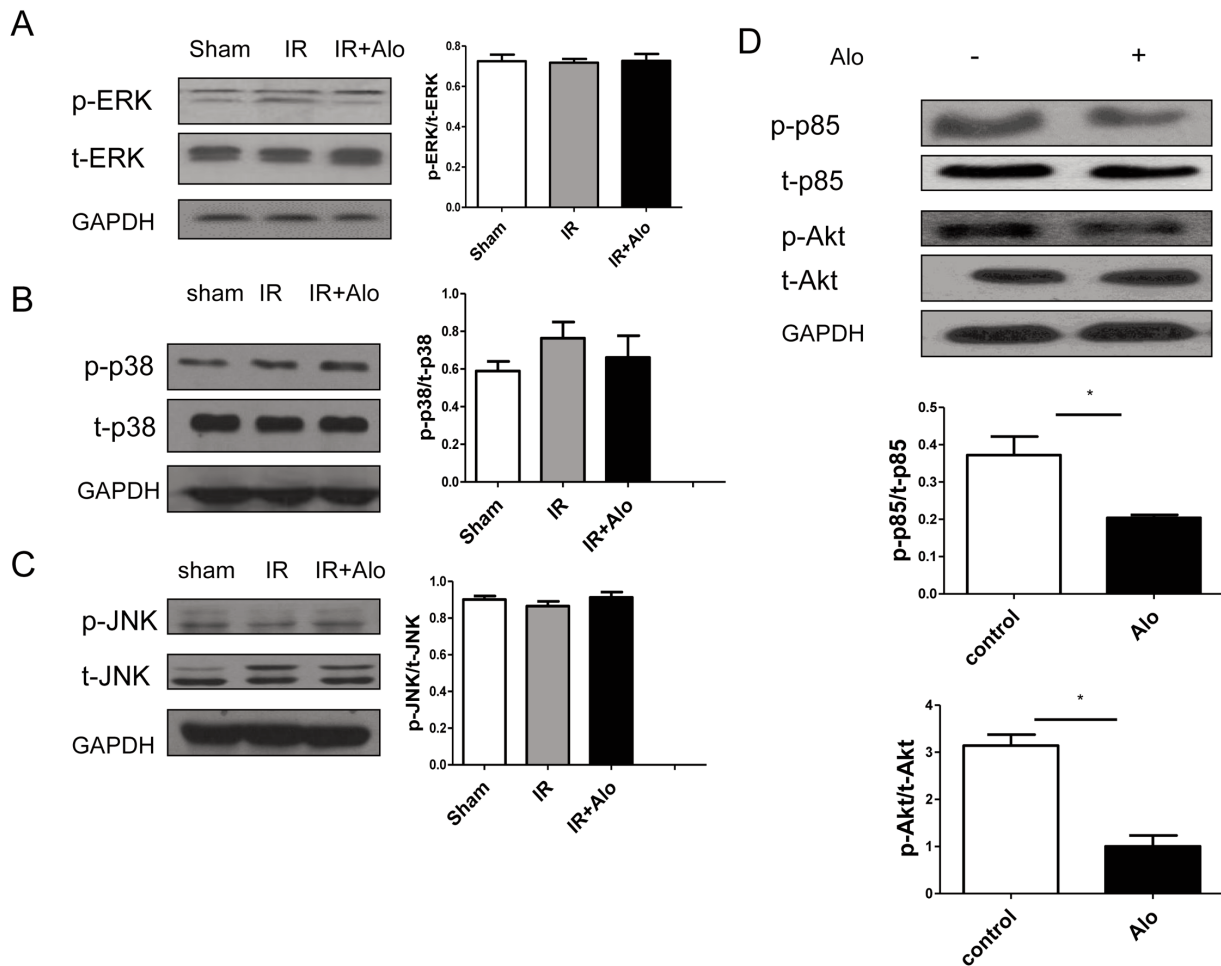 A
Sham IR IR+Alo
p-ERK
t-ERK
GAPDH
p-ERK/t-ERK
0.8
0.6
0.4
0.2
0.0
Sham
IR
IR+Alo
B
sham IR IR+Alo
p-p38
t-p38
GAPDH
p-p38/t-p38
1.0
0.8
0.6
0.4
0.2
0.0
Sham
IR
IR+Alo
C
sham IR IR+Alo
p-JNK
t-JNK
GAPDH
p-JNK/t-JNK
1.0
0.8
0.6
0.4
0.2
0.0
Sham
IR
IR+Alo
D
Alo - +
p-p85
t-p85
p-Akt
t-Akt
GAPDH
p-p85/t-p85
0.5
0.4
0.3
0.2
0.1
0.0
*
control
Alo
p-Akt/t-Akt
4
3
2
1
0
*
control
Alo